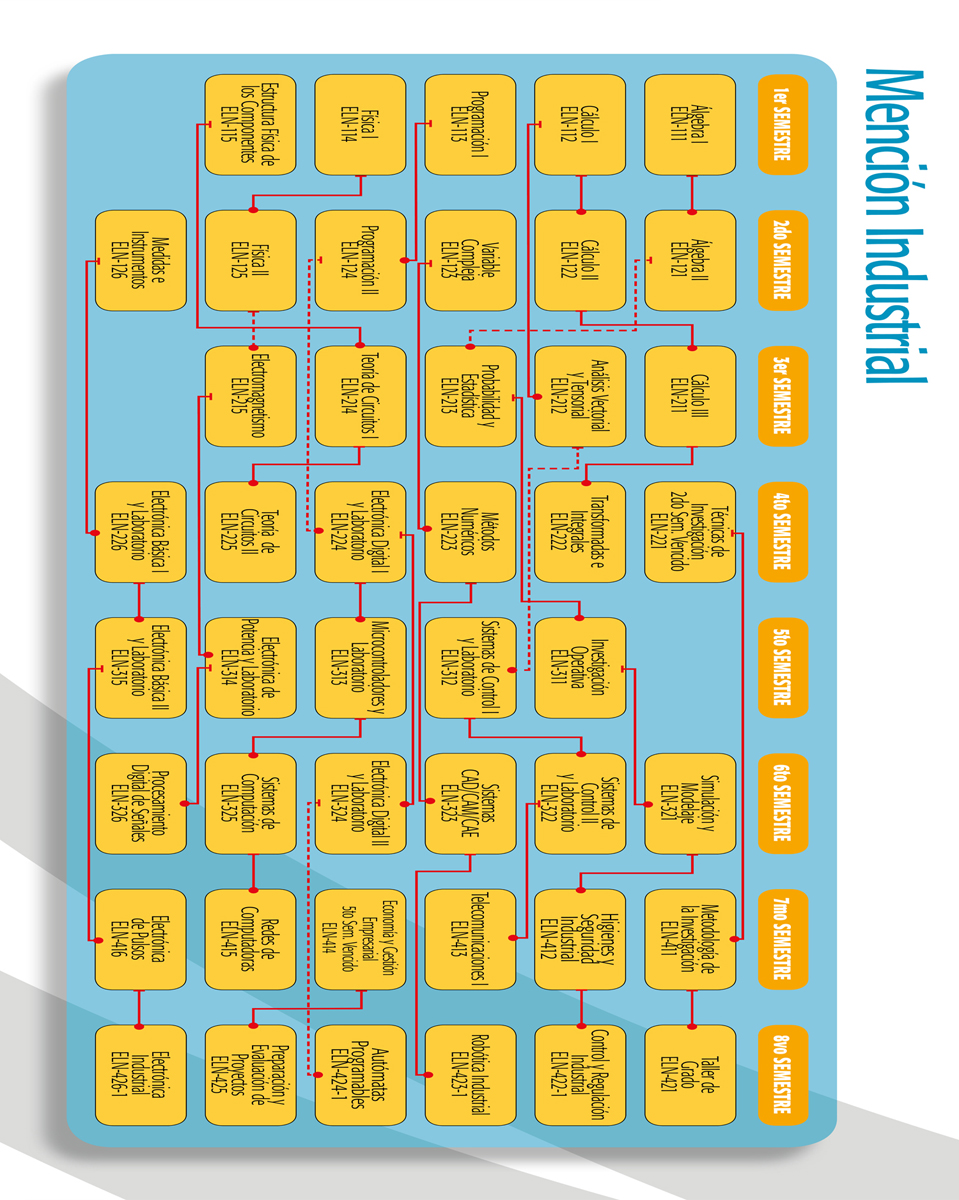 Mención Industrial
1er SEMESTRE
Álgebra I
ELN-111
Cálculo I
ELN-112
Programación I
ELN-113
Física I
ELN-114
Estructura Física de
los Componentes
ELN-115
2do SEMESTRE
Álgebra II
ELN-121
Cálculo II
ELN-122
Variable
Compleja
ELN-123
Programación II
ELN-124
Física II
ELN-125
Medidas e
Instrumentos
ELN-126
3er SEMESTRE
Cálculo III
ELN-211
Análisis Vectorial
y Tensorial
ELN-212
Probabilidad y
Estadística
ELN-213
Teoría de Circuitos I
ELN-214
Electromagnetismo
ELN-215
4to SEMESTRE
Técnicas de
Investigación
2do Sem. Vencido
ELN-221
Transformadas e
Integrales
ELN-222
Métodos
Numéricos
ELN-223
Electrónica Digital I
y Laboratorio
ELN-224
Teoría de
Circuitos II
ELN-225
Electrónica Básica I
y Laboratorio
ELN-226
5to SEMESTRE
Investigación
Operativa
ELN-311
Sistemas de Control I
y Laboratorio
ELN-312
Microcontroladores y
Laboratorio
ELN-313
Electrónica de
Potencia y Laboratorio
ELN-314
Electrónica Básica II
y Laboratorio
ELN-315
6to SEMESTRE
Simulación y
Modelaje
ELN-321
Sistemas de
Control II
y Laboratorio
ELN-322
Sistemas
CAD/CAM/CAE
ELN-323
Electrónica Digital II
y Laboratorio
ELN-324
Sistemas de
Computación
ELN-325
Procesamiento
Digital de Señales
ELN-326
7mo SEMESTRE
Metodología de
la Investigación
ELN-411
Higienes y
Seguridad
Industrial
ELN-412
Telecomunicaciones I
ELN-413
Economía y Gestión
Empresarial
5to Sem. Vencido
ELN-414
Redes de
Computadoras
ELN-415
Electrónica
de Pulsos
ELN-416
8vo SEMESTRE
Taller de
Grado
ELN-421
Control y Regulación
Industrial
ELN-422-1
Robótica Industrial
ELN-423-1
Autómatas
Programables
ELN-424-1
Preparación y
Evaluación de
Proyectos
ELN-425
Electrónica
Industrial
ELN-426-1